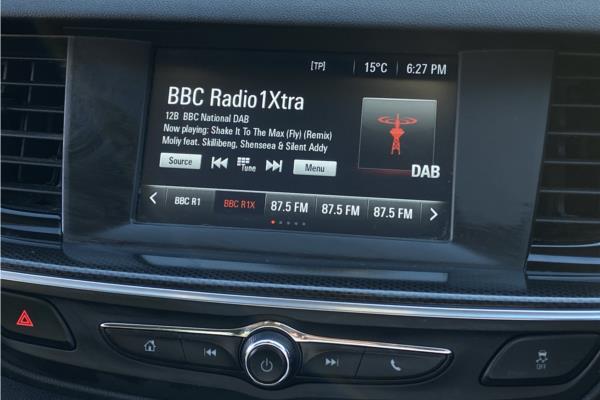 [TP] 15°C 6:27 PM
BBC Radio1Xtra
12B BBC National DAB
Now playing: Shake It To The Max (Fly) (Remix)
Moliy feat. Skillibeng, Shenseea & Silent Addy
DAB
Source Tune Menu
BBC R1 BBC R1X 87.5 FM 87.5 FM 87.5 FM